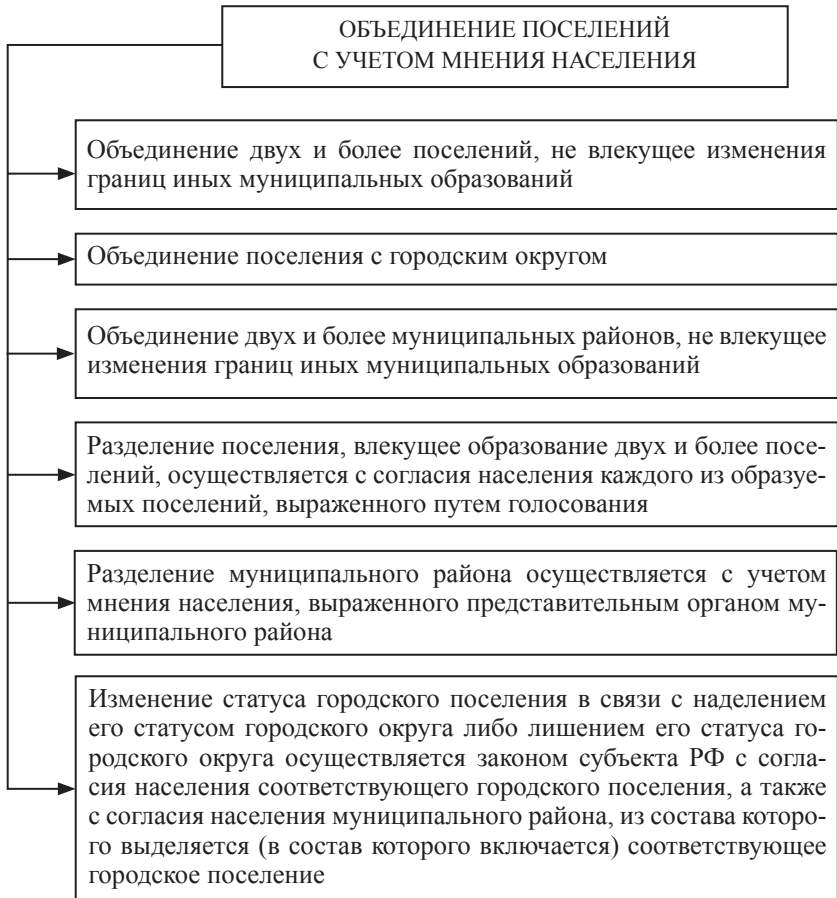 ОБЪЕДИНЕНИЕ ПОСЕЛЕНИЙ
С УЧЕТОМ МНЕНИЯ НАСЕЛЕНИЯ
Объединение двух и более поселений, не влекущее изменения
границ иных муниципальных образований
Объединение поселения с городским округом
Объединение двух и более муниципальных районов, не влекущее
изменения границ иных муниципальных образований
Разделение поселения, влекущее образование двух и более посе-
лений, осуществляется с согласия населения каждого из образуе-
мых поселений, выраженного путем голосования
Разделение муниципального района осуществляется с учетом
мнения населения, выраженного представительным органом му-
ниципального района
Изменение статуса городского поселения в связи с наделением
его статусом городского округа либо лишением его статуса го-
родского округа осуществляется законом субъекта РФ с согла-
сия населения соответствующего городского поселения, а также
с согласия населения муниципального района, из состава которо-
го выделяется (в состав которого включается) соответствующее
городское поселение